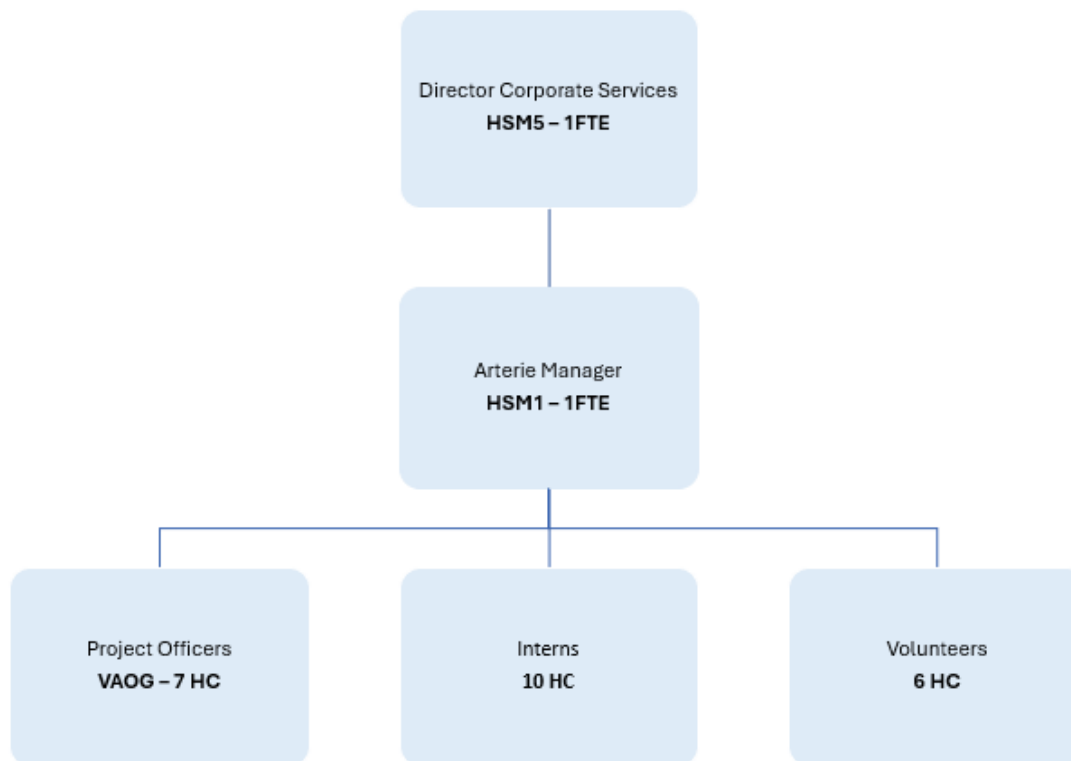 Director Corporate Services
HSM5 – 1FTE
Arterie Manager
HSM1 – 1FTE
Project Officers
VAOG – 7 HC
Interns
10 HC
Volunteers
6 HC